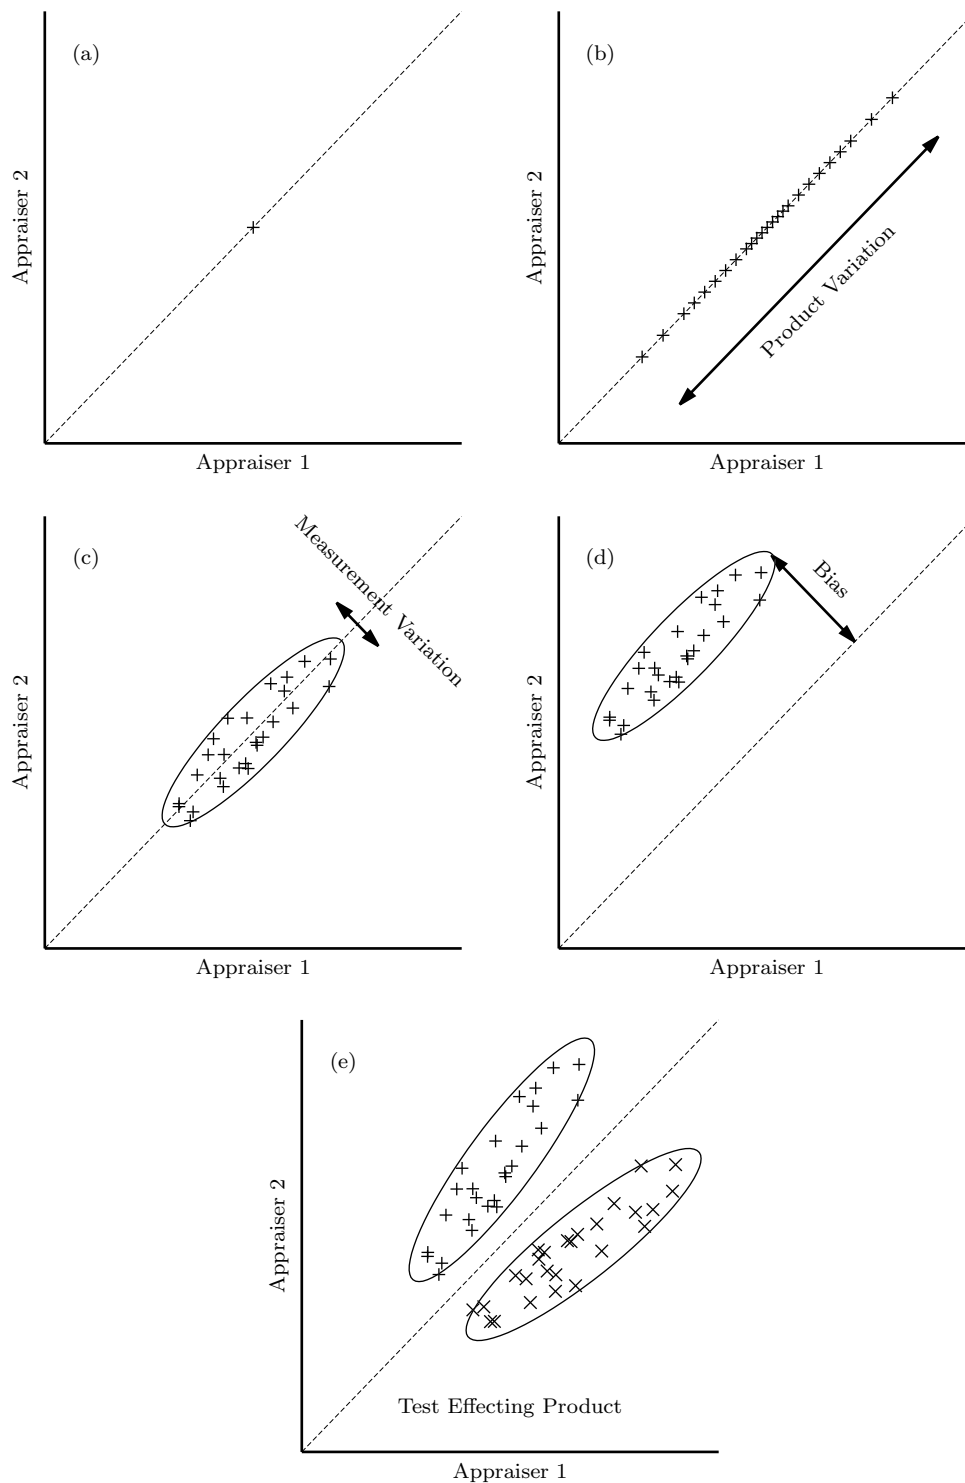 (a)
Appraiser 2
Appraiser 1
(b)
Appraiser 2
Product Variation
Appraiser 1
(c)
Measurement Variation
Appraiser 2
Appraiser 1
(d)
Bias
Appraiser 2
Appraiser 1
(e)
Appraiser 2
Test Effecting Product
Appraiser 1